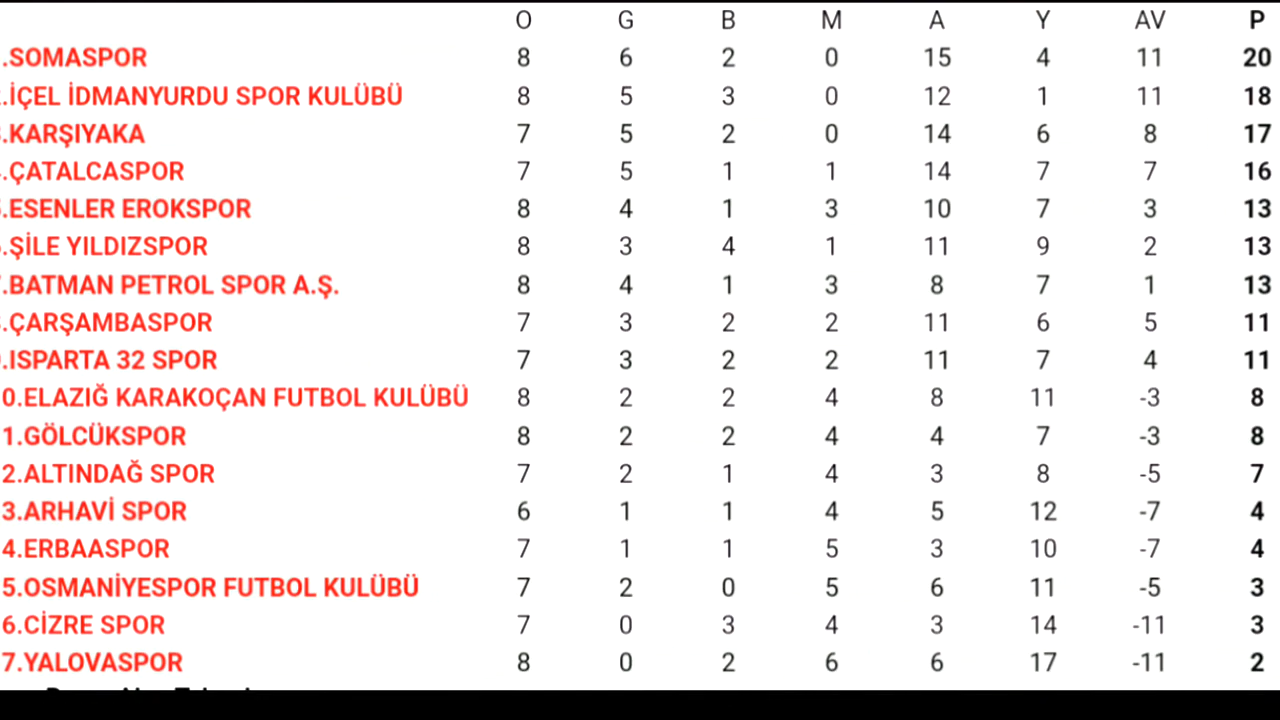 O G B M A Y AV P
.SOMASPOR 8 6 2 0 15 4 11 20
.İÇEL İDMANYURDU SPOR KULÜBÜ 8 5 3 0 12 1 11 18
.KARŞIYAKA 7 5 2 0 14 6 8 17
.ÇATALCASPOR 7 5 1 1 14 7 7 16
.ESENLER EROKSPOR 8 4 1 3 10 7 3 13
.ŞİLE YILDIZSPOR 8 3 4 1 11 9 2 13
.BATMAN PETROL SPOR A.Ş. 8 4 1 3 8 7 1 13
.ÇARŞAMBASPOR 7 3 2 2 11 6 5 11
.ISPARTA 32 SPOR 7 3 2 2 11 7 4 11
0.ELAZIĞ KARAKOÇAN FUTBOL KULÜBÜ 8 2 2 4 8 11 -3 8
1.GÖLCÜKSPOR 8 2 2 4 4 7 -3 8
2.ALTINDAĞ SPOR 7 2 1 4 3 8 -5 7
3.ARHAVİ SPOR 6 1 1 4 5 12 -7 4
4.ERBAASPOR 7 1 1 5 3 10 -7 4
5.OSMANİYESPOR FUTBOL KULÜBÜ 7 2 0 5 6 11 -5 3
6.CİZRE SPOR 7 0 3 4 3 14 -11 3
7.YALOVASPOR 8 0 2 6 6 17 -11 2